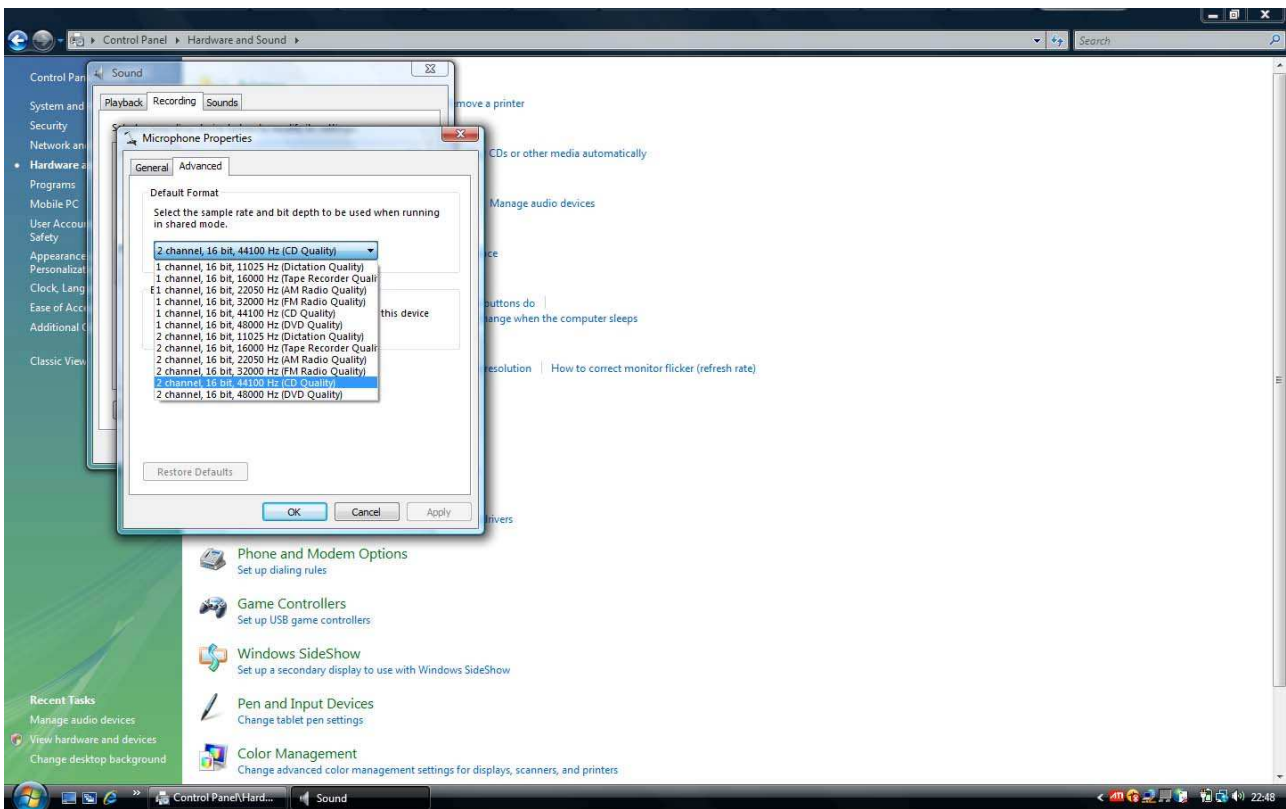 Control Panel ▸ Hardware and Sound ▸
Search
Control Pan
System and
Security
Network an
Hardware a
Programs
Mobile PC
User Accou
Safety
Appearance
Personalizat
Clock, Lang
Ease of Acc
Additional
Classic View
Recent Tasks
Manage audio devices
View hardware and devices
Change desktop background
Sound
Playback Recording Sounds
Microphone Properties
General Advanced
Default Format
Select the sample rate and bit depth to be used when running
in shared mode.
2 channel, 16 bit, 44100 Hz (CD Quality)
1 channel, 16 bit, 11025 Hz (Dictation Quality)
1 channel, 16 bit, 16000 Hz (Tape Recorder Quali
1 channel, 16 bit, 22050 Hz (AM Radio Quality)
1 channel, 16 bit, 32000 Hz (FM Radio Quality)
1 channel, 16 bit, 44100 Hz (CD Quality)
1 channel, 16 bit, 48000 Hz (DVD Quality)
2 channel, 16 bit, 11025 Hz (Dictation Quality)
2 channel, 16 bit, 16000 Hz (Tape Recorder Quali
2 channel, 16 bit, 22050 Hz (AM Radio Quality)
2 channel, 16 bit, 32000 Hz (FM Radio Quality)
2 channel, 16 bit, 44100 Hz (CD Quality)
2 channel, 16 bit, 48000 Hz (DVD Quality)
this device
Restore Defaults
OK Cancel Apply
move a printer
CDs or other media automatically
Manage audio devices
ce
buttons do
ange when the computer sleeps
resolution How to correct monitor flicker (refresh rate)
drivers
Phone and Modem Options
Set up dialing rules
Game Controllers
Set up USB game controllers
Windows SideShow
Set up a secondary display to use with Windows SideShow
Pen and Input Devices
Change tablet pen settings
Color Management
Change advanced color management settings for displays, scanners, and printers
Control Panel\Hard... Sound
22:48